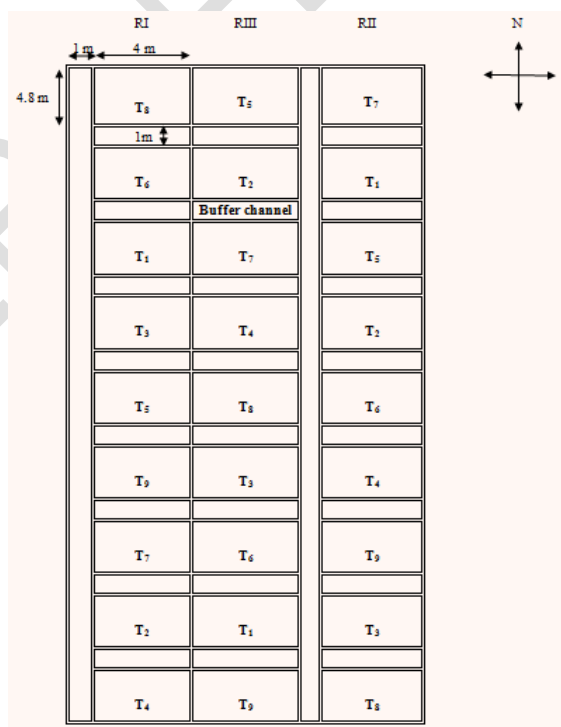 RI RIII RII N
1 m 4 m
4.8 m
T₈ T₅ T₇
1m
T₆ T₂ T₁
Buffer channel
T₁ T₇ T₅
T₃ T₄ T₂
T₅ T₈ T₆
T₉ T₃ T₄
T₇ T₆ T₉
T₂ T₁ T₃
T₄ T₉ T₈